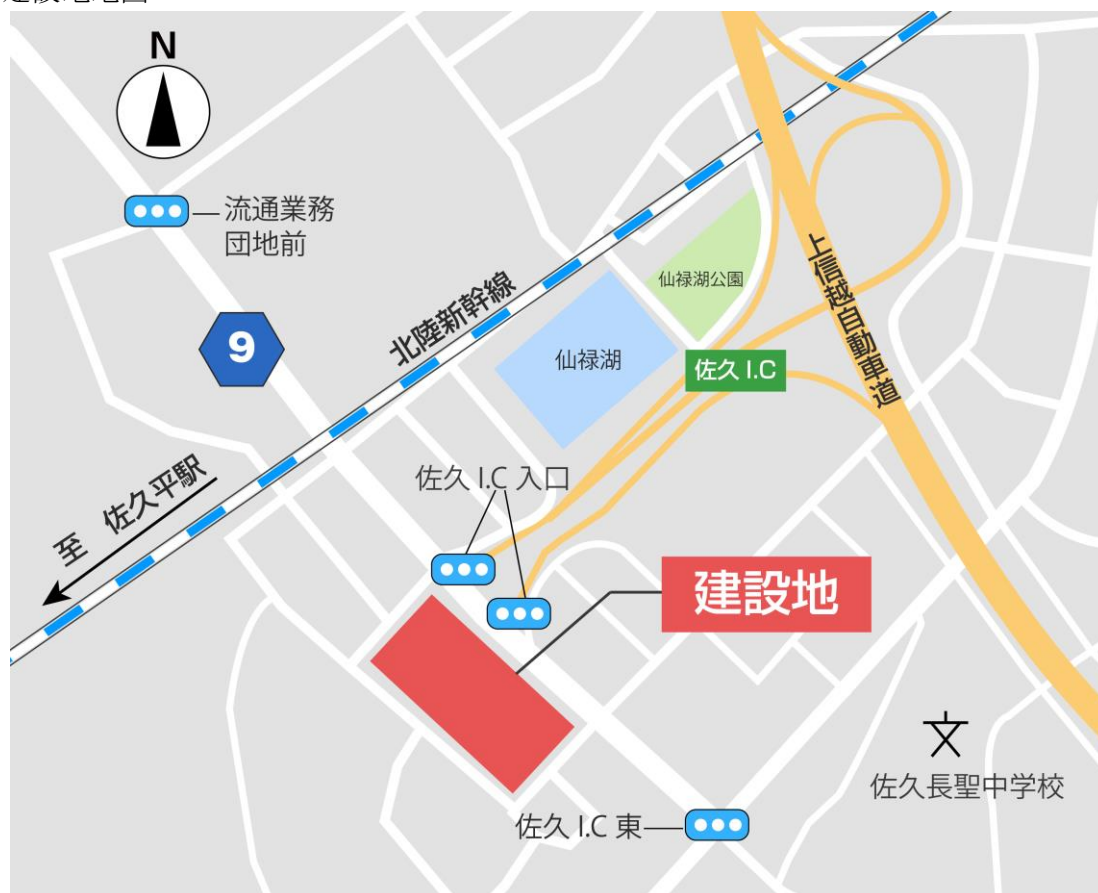 N
流通業務
団地前
9
北陸新幹線
仙禄湖公園
上信越自動車道
仙禄湖
佐久 I.C
至 佐久平駅
佐久 I.C 入口
建設地
文
佐久長聖中学校
佐久 I.C 東